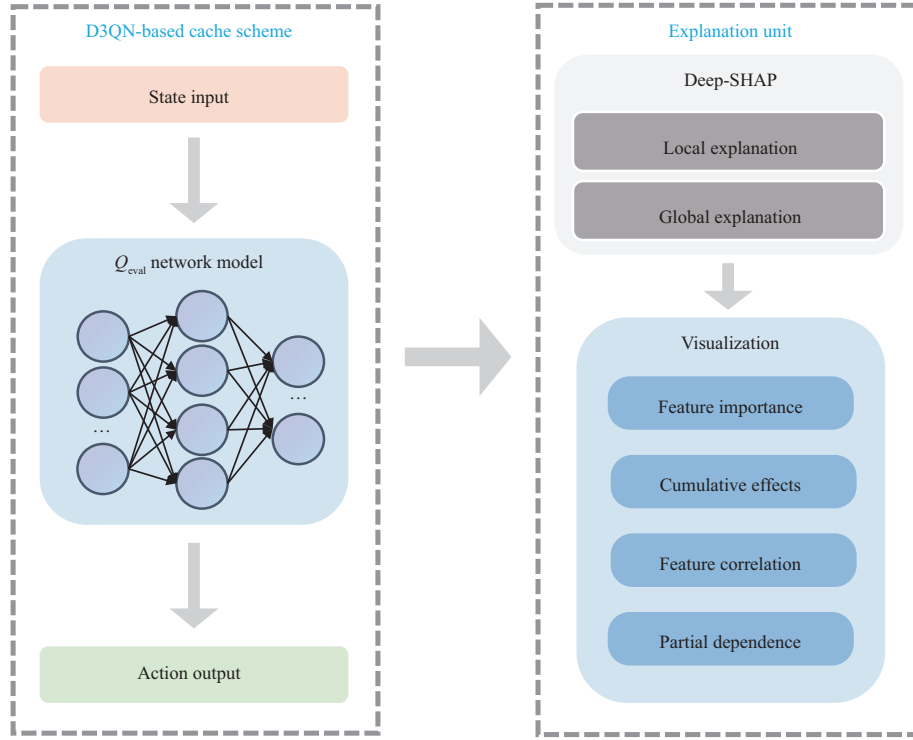 D3QN-based cache scheme
State input
Q_eval network model
…
…
Action output
Explanation unit
Deep-SHAP
Local explanation
Global explanation
Visualization
Feature importance
Cumulative effects
Feature correlation
Partial dependence